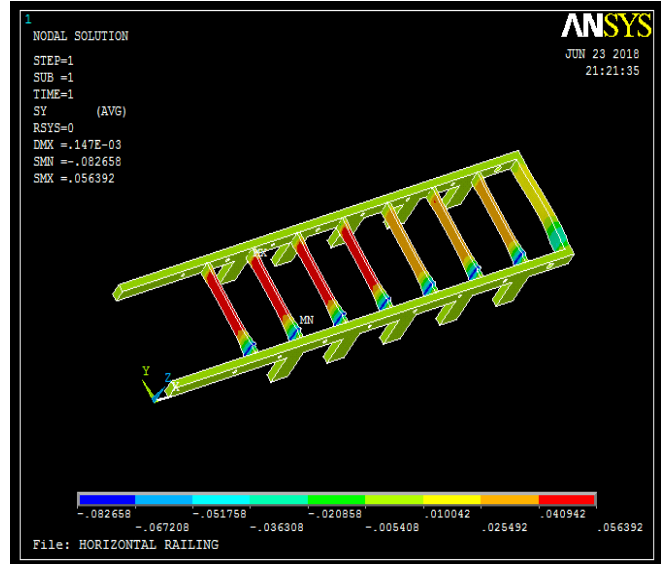 1
NODAL SOLUTION
ANSYS
JUN 23 2018
21:21:35
STEP=1
SUB =1
TIME=1
SY (AVG)
RSYS=0
DMX =.147E-03
SMN =-.082658
SMX =.056392
MX
MN
Y
Z
X
-.082658 -.051758 -.020858 .010042 .040942
-.067208 -.036308 -.005408 .025492 .056392
File: HORIZONTAL RAILING